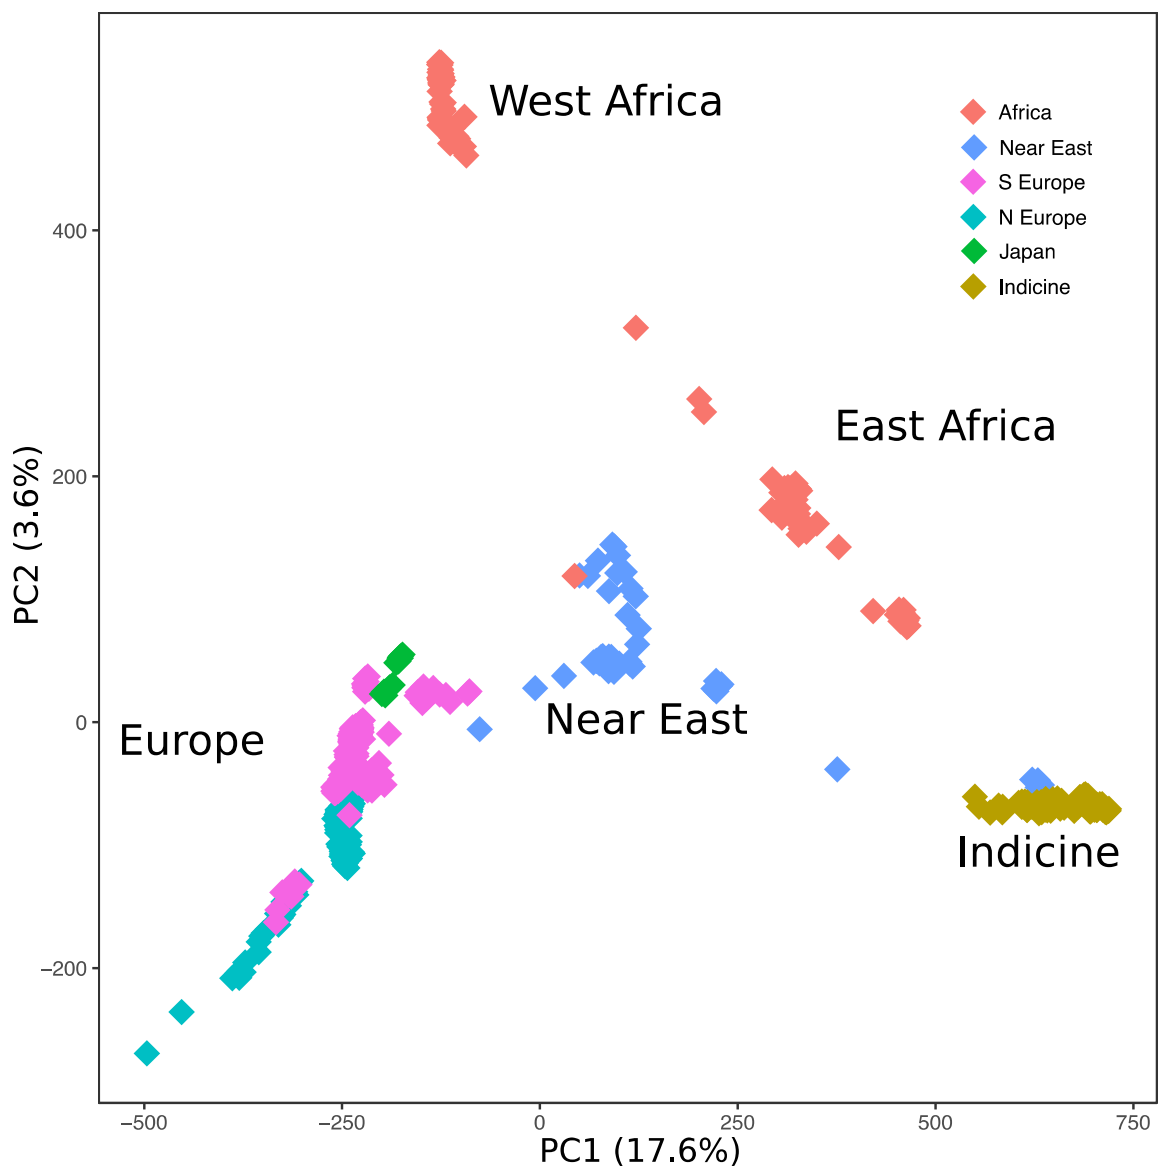 West Africa
Africa
Near East
S Europe
N Europe
Japan
Indicine
400
East Africa
200
PC2 (3.6%)
0
Near East
Europe
Indicine
−200
−500
−250
0
250
500
750
PC1 (17.6%)